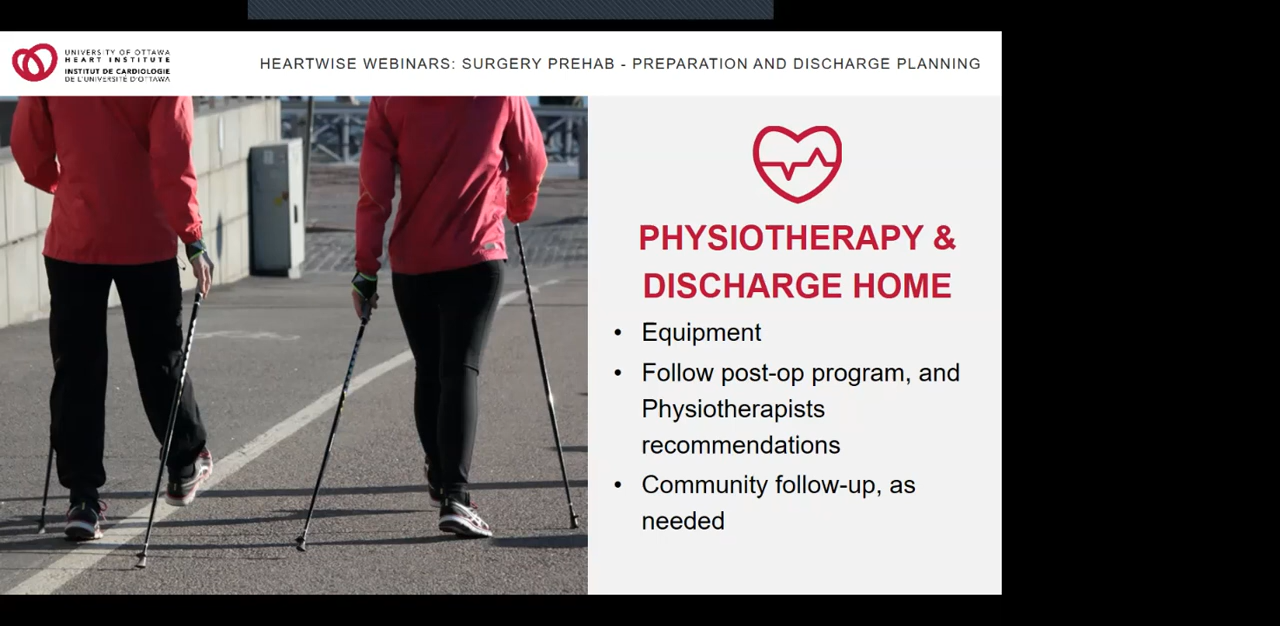 UNIVERSITY OF OTTAWA
HEART INSTITUTE
INSTITUT DE CARDIOLOGIE
DE L'UNIVERSITÉ D'OTTAWA
HEARTWISE WEBINARS: SURGERY PREHAB - PREPARATION AND DISCHARGE PLANNING
PHYSIOTHERAPY &
DISCHARGE HOME
• Equipment
• Follow post-op program, and
Physiotherapists
recommendations
• Community follow-up, as
needed